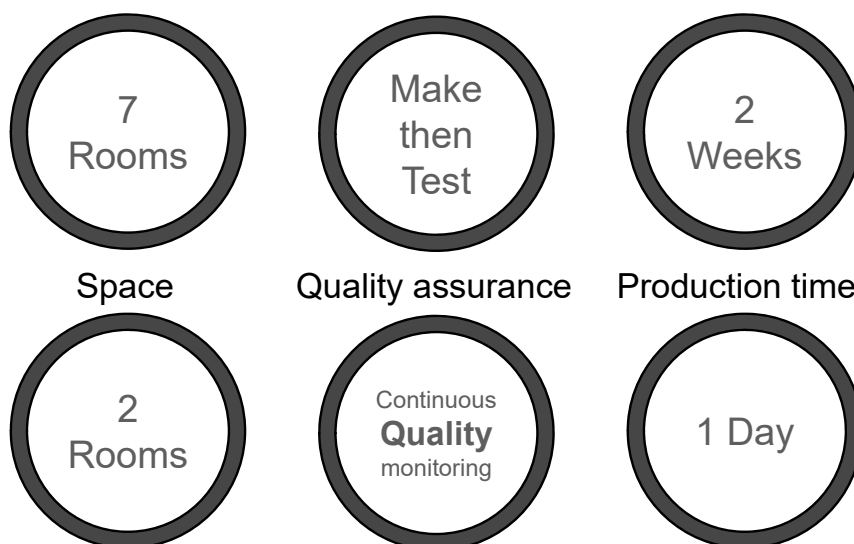 7
Rooms
Make
then
Test
2
Weeks
Space
Quality assurance
Production time
2
Rooms
Continuous
Quality
monitoring
1 Day